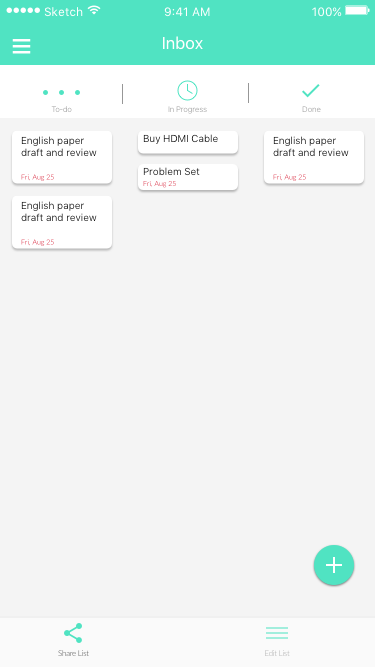 Sketch 9:41 AM 100%
Inbox
To-do In Progress Done
English paper
draft and review
Fri, Aug 25
English paper
draft and review
Fri, Aug 25
Buy HDMI Cable
Problem Set
Fri, Aug 25
English paper
draft and review
Fri, Aug 25
Share List Edit List